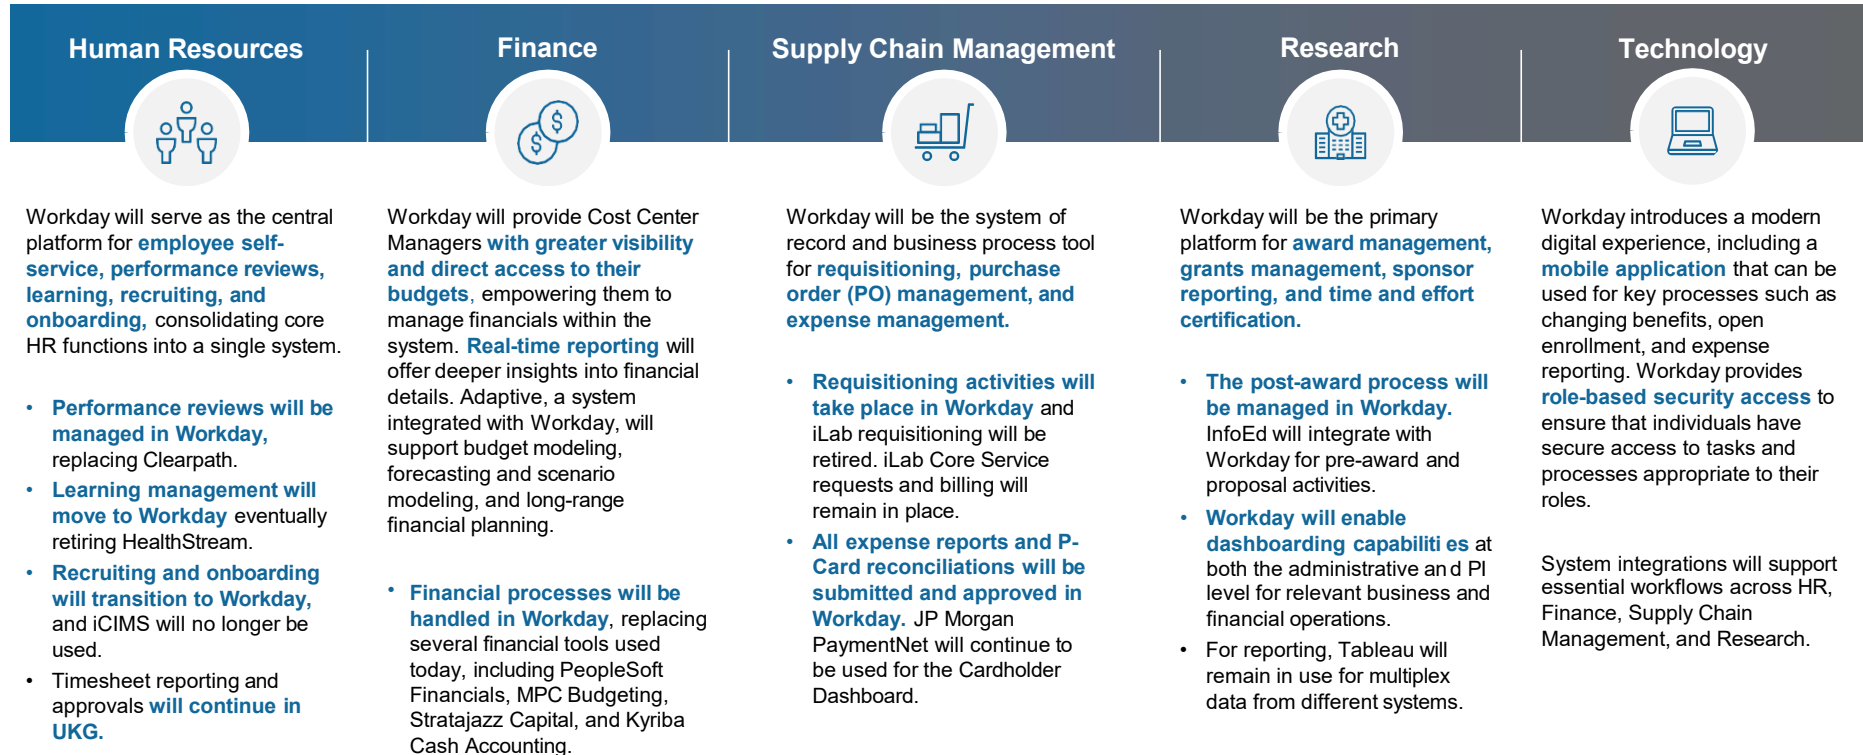 Human Resources
Finance
Supply Chain Management
Research
Technology
Workday will serve as the central
platform for employee self-
service, performance reviews,
learning, recruiting, and
onboarding, consolidating core
HR functions into a single system.
• Performance reviews will be
managed in Workday,
replacing Clearpath.
• Learning management will
move to Workday eventually
retiring HealthStream.
• Recruiting and onboarding
will transition to Workday,
and iCIMS will no longer be
used.
• Timesheet reporting and
approvals will continue in
UKG.
Workday will provide Cost Center
Managers with greater visibility
and direct access to their
budgets, empowering them to
manage financials within the
system. Real-time reporting will
offer deeper insights into financial
details. Adaptive, a system
integrated with Workday, will
support budget modeling,
forecasting and scenario
modeling, and long-range
financial planning.
• Financial processes will be
handled in Workday, replacing
several financial tools used
today, including PeopleSoft
Financials, MPC Budgeting,
Stratajazz Capital, and Kyriba
Cash Accounting.
Workday will be the system of
record and business process tool
for requisitioning, purchase
order (PO) management, and
expense management.
• Requisitioning activities will
take place in Workday and
iLab requisitioning will be
retired. iLab Core Service
requests and billing will
remain in place.
• All expense reports and P-
Card reconciliations will be
submitted and approved in
Workday. JP Morgan
PaymentNet will continue to
be used for the Cardholder
Dashboard.
Workday will be the primary
platform for award management,
grants management, sponsor
reporting, and time and effort
certification.
• The post-award process will
be managed in Workday.
InfoEd will integrate with
Workday for pre-award and
proposal activities.
• Workday will enable
dashboarding capabiliti es at
both the administrative an d PI
level for relevant business and
financial operations.
• For reporting, Tableau will
remain in use for multiplex
data from different systems.
Workday introduces a modern
digital experience, including a
mobile application that can be
used for key processes such as
changing benefits, open
enrollment, and expense
reporting. Workday provides
role-based security access to
ensure that individuals have
secure access to tasks and
processes appropriate to their
roles.
System integrations will support
essential workflows across HR,
Finance, Supply Chain
Management, and Research.